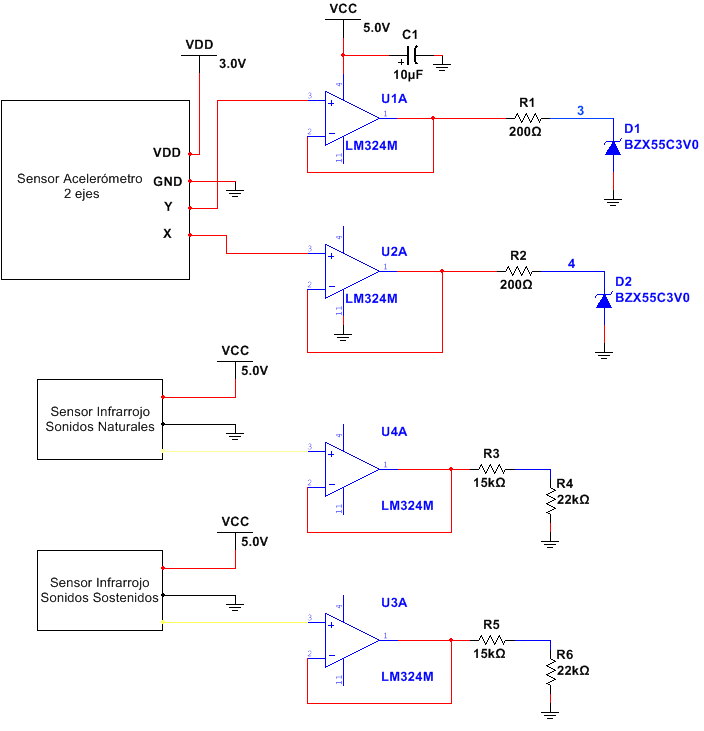 VCC
5.0V
C1
10µF
VDD
3.0V
4
U1A
3
1
2
LM324M
11
R1
200Ω
3
D1
BZX55C3V0
Sensor Acelerómetro
2 ejes
VDD
GND
Y
X
4
U2A
3
1
2
LM324M
11
R2
200Ω
4
D2
BZX55C3V0
VCC
5.0V
Sensor Infrarrojo
Sonidos Naturales
4
U4A
3
1
2
LM324M
11
R3
15kΩ
R4
22kΩ
VCC
5.0V
Sensor Infrarrojo
Sonidos Sostenidos
4
U3A
3
1
2
LM324M
11
R5
15kΩ
R6
22kΩ